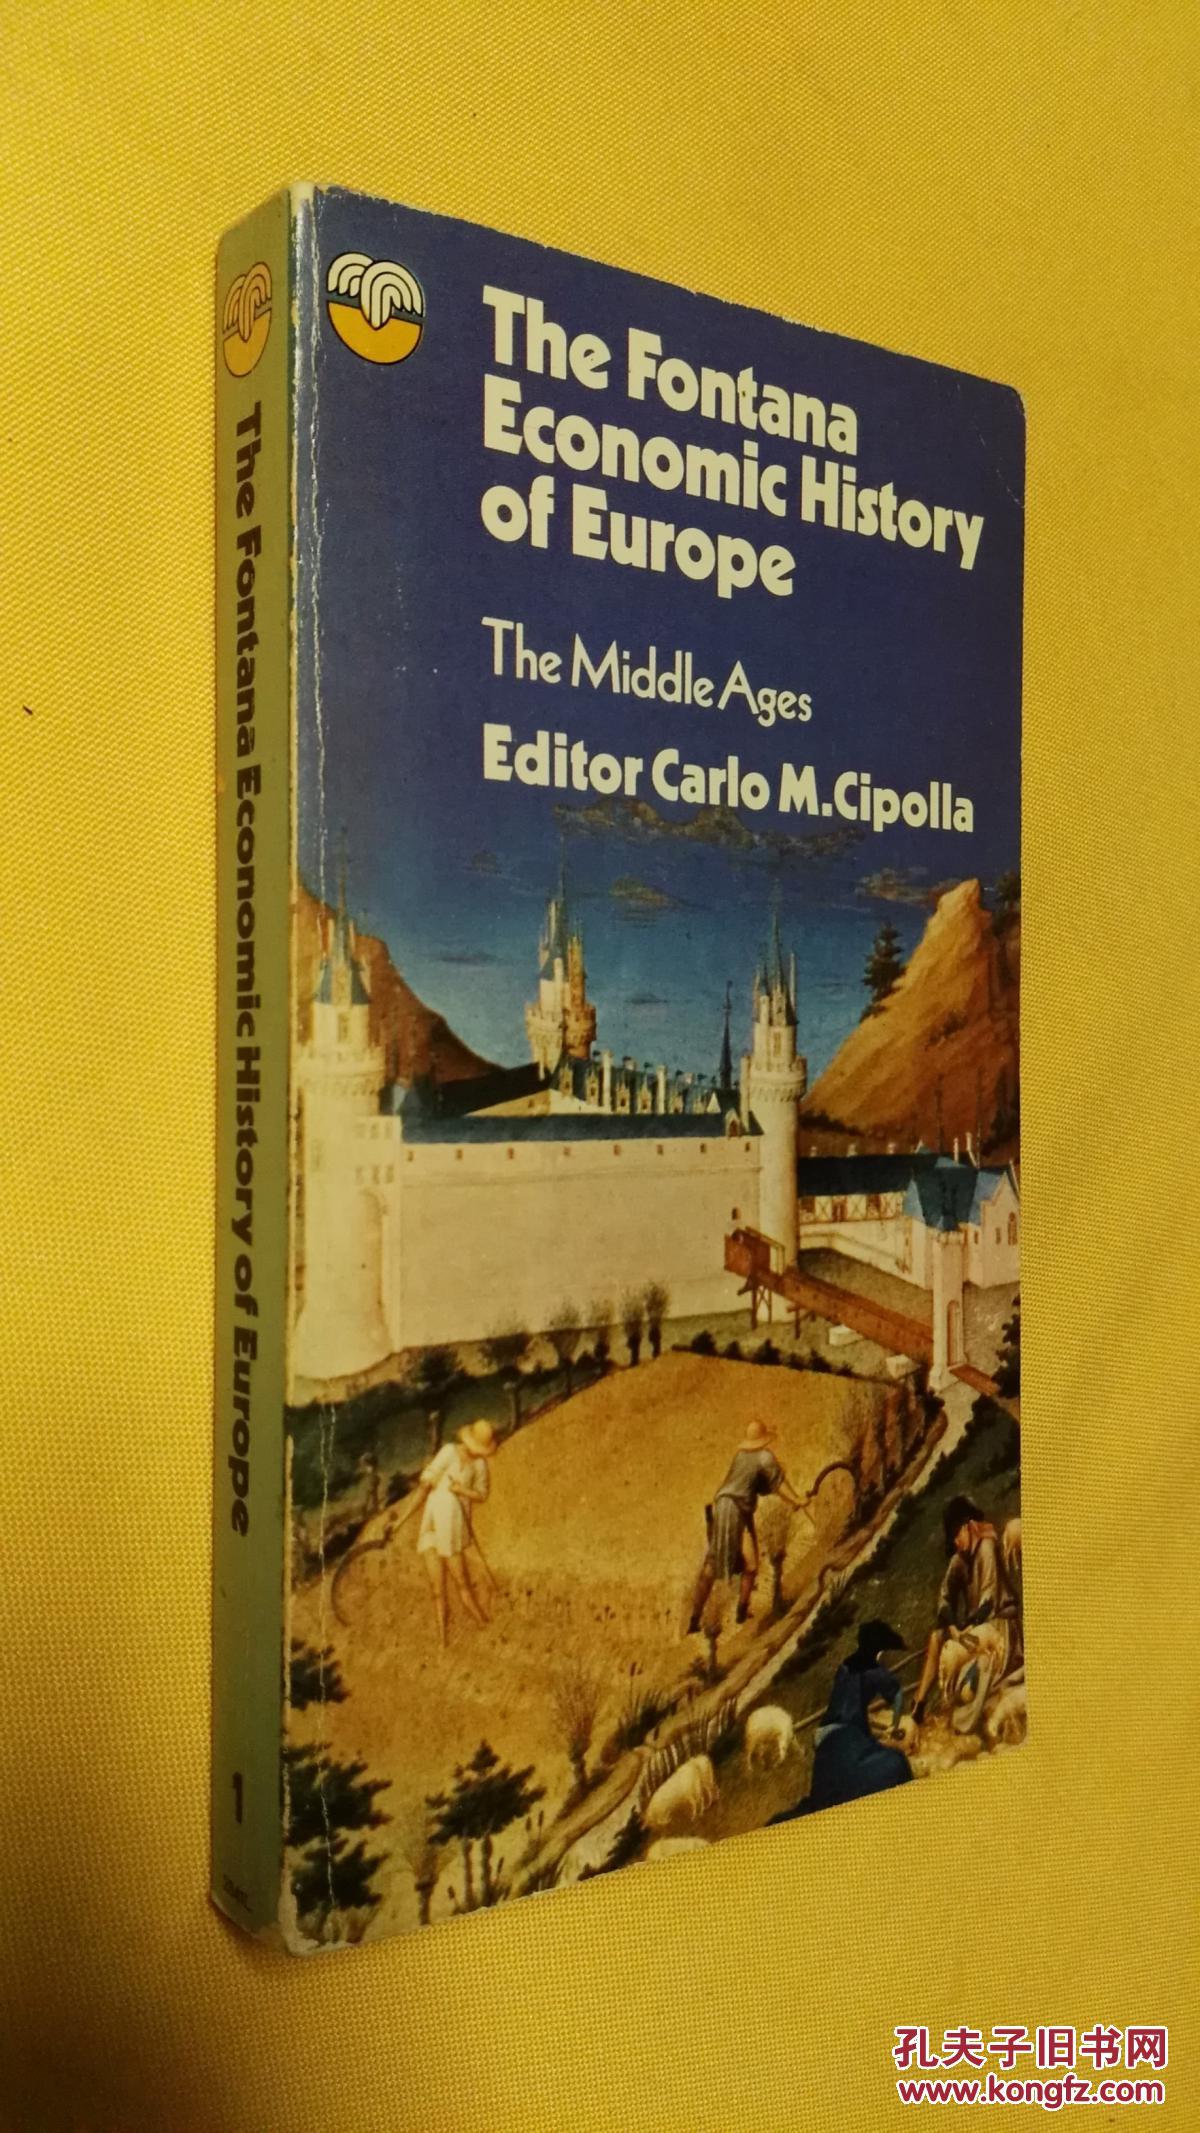 The Fontana Economic History of Europe
1
The Fontana
Economic History
of Europe
The Middle Ages
Editor Carlo M.Cipolla
孔夫子旧书网
www.kongfz.com